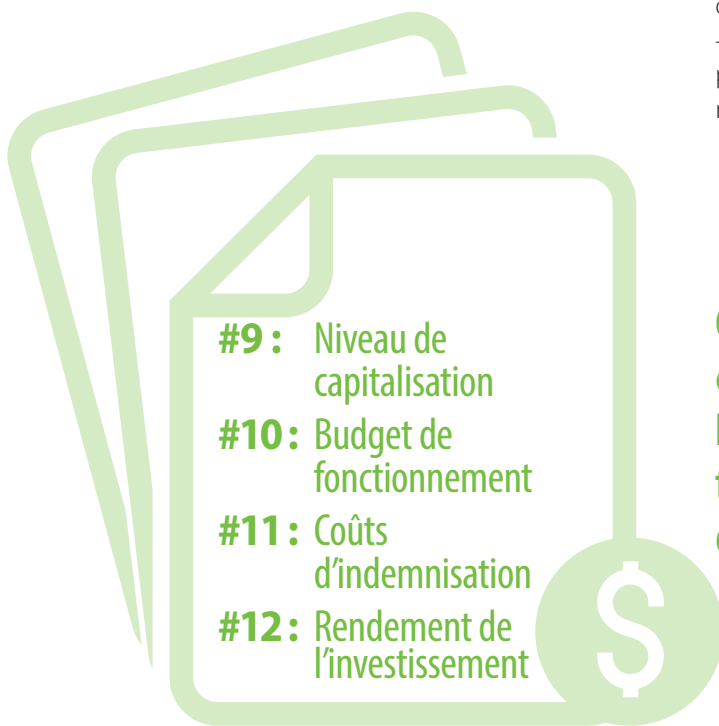 #9 : Niveau de
capitalisation
#10 : Budget de
fonctionnement
#11 : Coûts
d’indemnisation
#12 : Rendement de
l’investissement
$